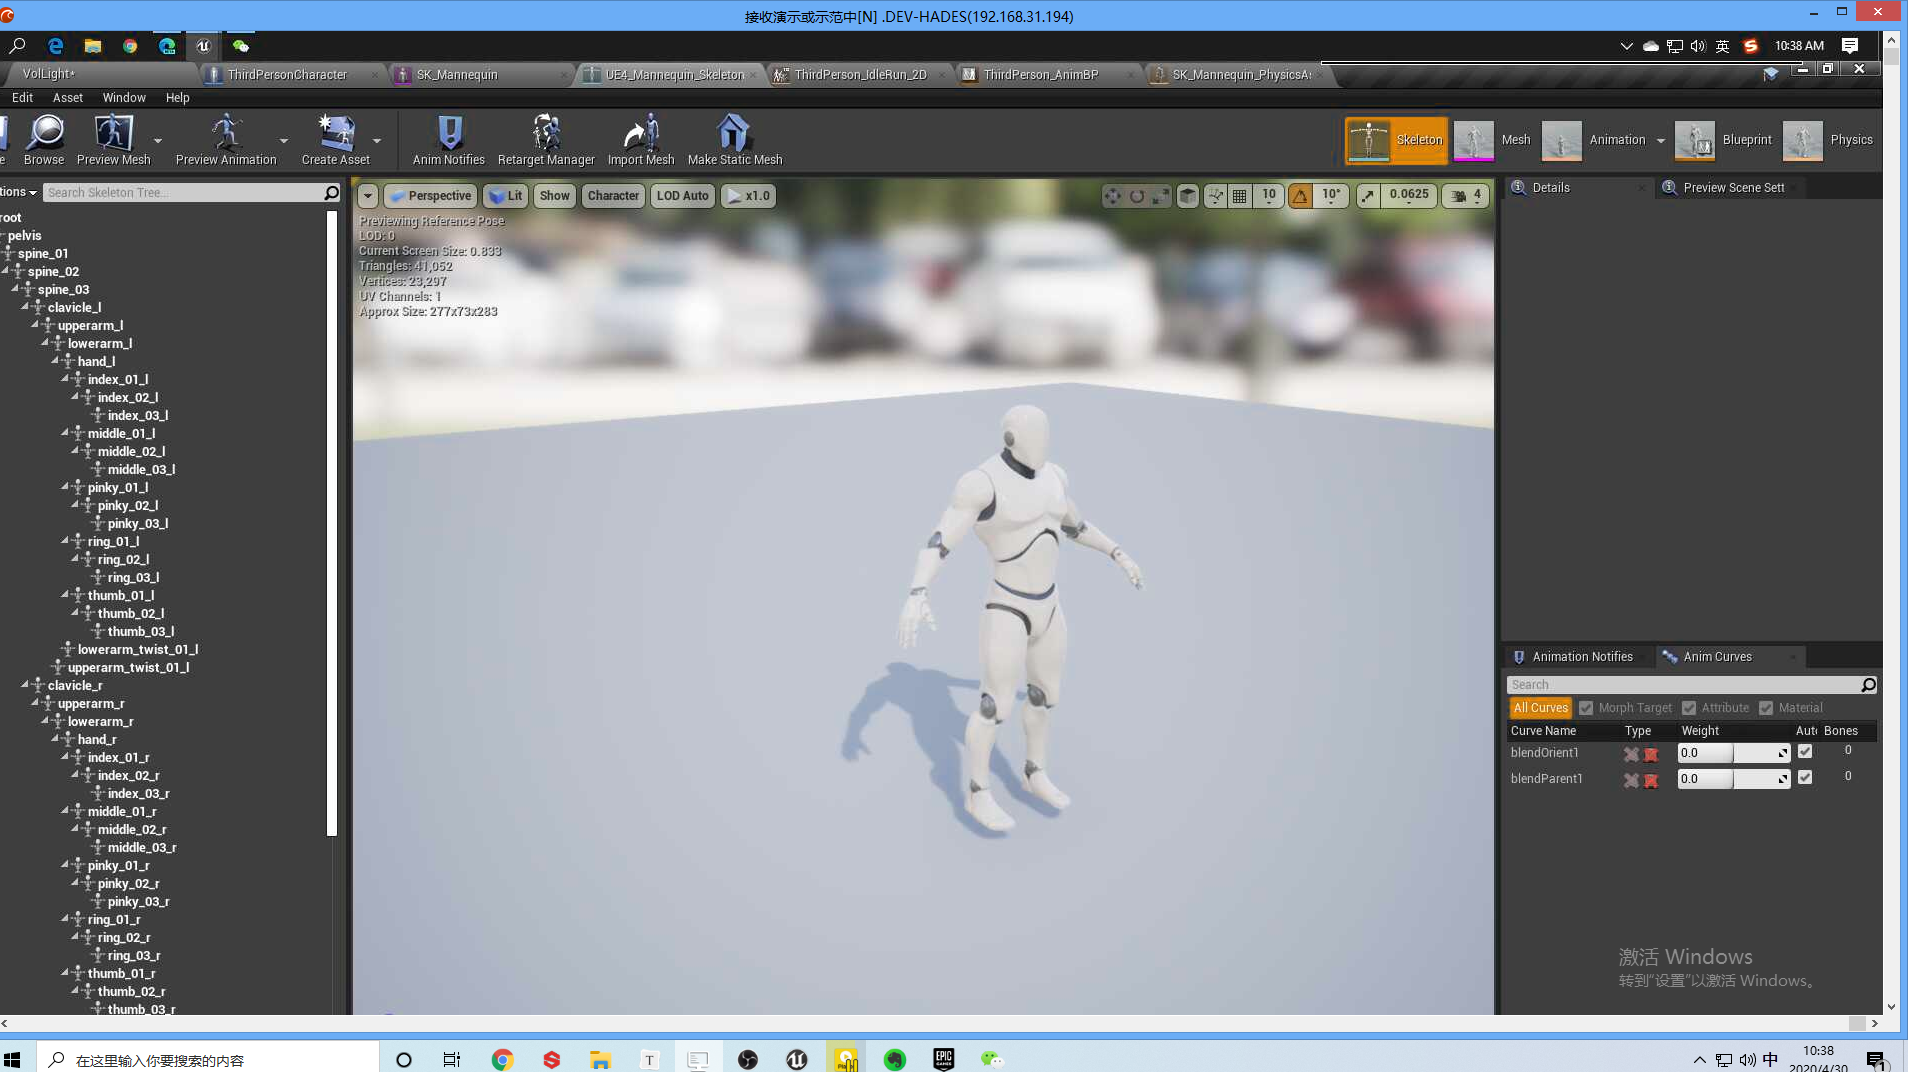 接收演示或示范中[N] .DEV-HADES(192.168.31.194)
英
10:38 AM
VolLight*
ThirdPersonCharacter
SK_Mannequin
UE4_Mannequin_Skeleton
ThirdPerson_IdleRun_2D
ThirdPerson_AnimBP
SK_Mannequin_PhysicsA
Edit Asset Window Help
e
Browse
Preview Mesh
Preview Animation
Create Asset
Anim Notifies
Retarget Manager
Import Mesh
Make Static Mesh
Skeleton
Mesh
Animation
Blueprint
Physics
tions
Search Skeleton Tree...
Perspective
Lit
Show
Character
LOD Auto
x1.0
10
10°
0.0625
4
Details
Preview Scene Sett
Previewing Reference Pose
LOD: 0
Current Screen Size: 0.833
Triangles: 41,052
Vertices: 23,297
UV Channels: 1
Approx Size: 277x73x283
root
pelvis
spine_01
spine_02
spine_03
clavicle_l
upperarm_l
lowerarm_l
hand_l
index_01_l
index_02_l
index_03_l
middle_01_l
middle_02_l
middle_03_l
pinky_01_l
pinky_02_l
pinky_03_l
ring_01_l
ring_02_l
ring_03_l
thumb_01_l
thumb_02_l
thumb_03_l
lowerarm_twist_01_l
upperarm_twist_01_l
clavicle_r
upperarm_r
lowerarm_r
hand_r
index_01_r
index_02_r
index_03_r
middle_01_r
middle_02_r
middle_03_r
pinky_01_r
pinky_02_r
pinky_03_r
ring_01_r
ring_02_r
ring_03_r
thumb_01_r
thumb_02_r
thumb_03_r
Animation Notifies
Anim Curves
Search
All Curves
Morph Target
Attribute
Material
Curve Name Type Weight Aut Bones
blendOrient1 0.0 0
blendParent1 0.0 0
激活 Windows
转到"设置"以激活 Windows。
在这里输入你要搜索的内容
T
EPIC
GAMES
中
10:38
2020/4/30
1